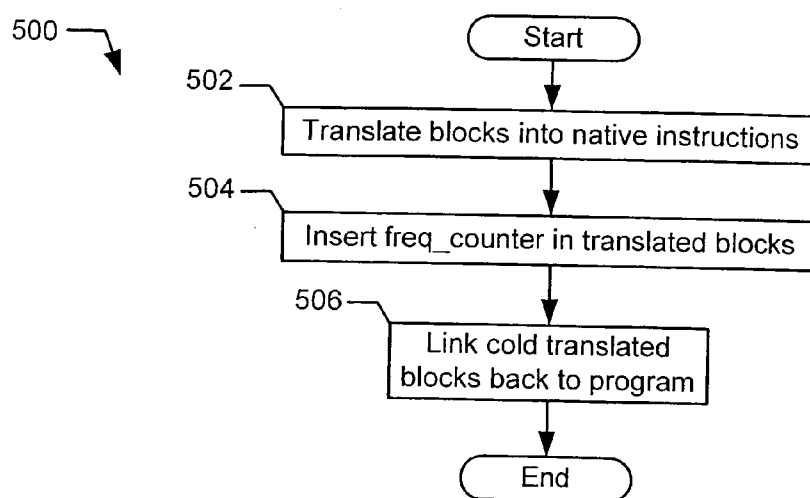 500
Start
502
Translate blocks into native instructions
504
Insert freq_counter in translated blocks
506
Link cold translated
blocks back to program
End